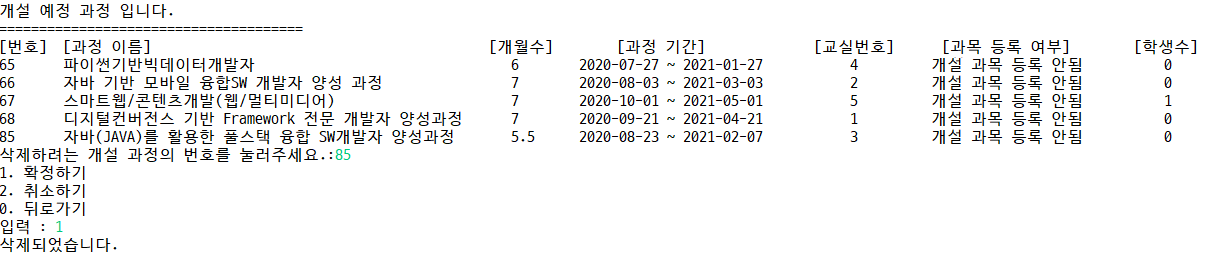 개설 예정 과정 입니다.
======================================
[번호] [과정 이름] [개월수] [과정 기간] [교실번호] [과목 등록 여부] [학생수]
65 파이썬기반빅데이터개발자 6 2020-07-27 ~ 2021-01-27 4 개설 과목 등록 안됨 0
66 자바 기반 모바일 융합SW 개발자 양성 과정 7 2020-08-03 ~ 2021-03-03 2 개설 과목 등록 안됨 0
67 스마트웹/콘텐츠개발(웹/멀티미디어) 7 2020-10-01 ~ 2021-05-01 5 개설 과목 등록 안됨 1
68 디지털컨버전스 기반 Framework 전문 개발자 양성과정 7 2020-09-21 ~ 2021-04-21 1 개설 과목 등록 안됨 0
85 자바(JAVA)를 활용한 풀스택 융합 SW개발자 양성과정 5.5 2020-08-23 ~ 2021-02-07 3 개설 과목 등록 안됨 0
삭제하려는 개설 과정의 번호를 눌러주세요.:85
1. 확정하기
2. 취소하기
0. 뒤로가기
입력 : 1
삭제되었습니다.